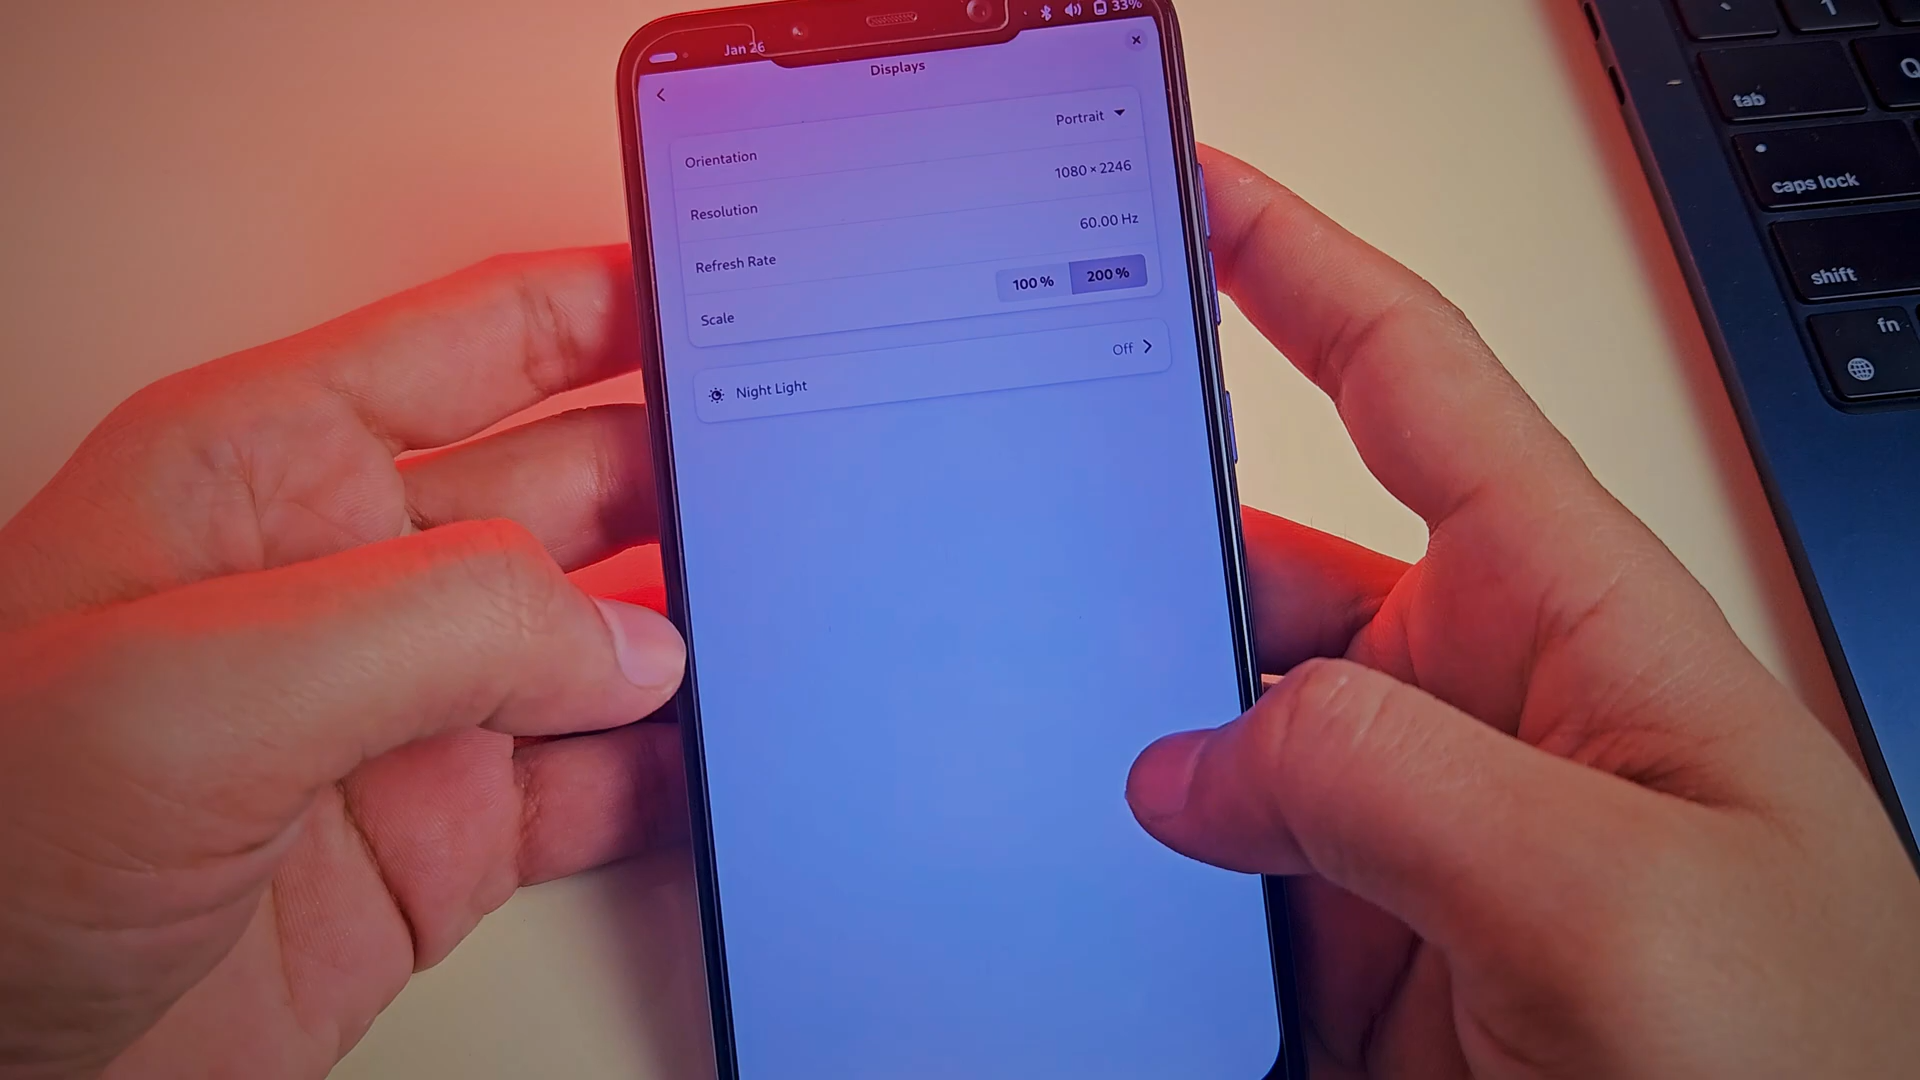 Jan 26
33%
Displays
Orientation
Portrait
Resolution
1080 × 2246
Refresh Rate
60.00 Hz
Scale
100 %
200 %
Night Light
Off
1
tab
Q
caps lock
shift
fn